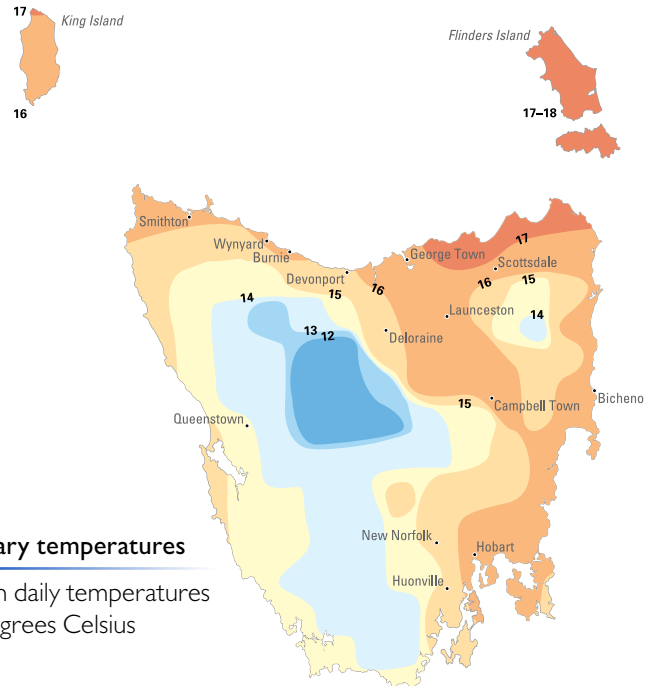 17
King Island
16
Flinders Island
17–18
Smithton
Wynyard
Burnie
Devonport
George Town
17
Scottsdale
16
15
14
15
16
13
12
Launceston
14
Deloraine
15
Campbell Town
Bicheno
Queenstown
New Norfolk
Hobart
Huonville
ary temperatures
n daily temperatures
grees Celsius